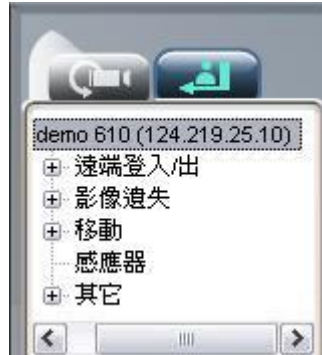 demo 610 (124.219.25.10)
遠端登入/出
影像遺失
移動
感應器
其它